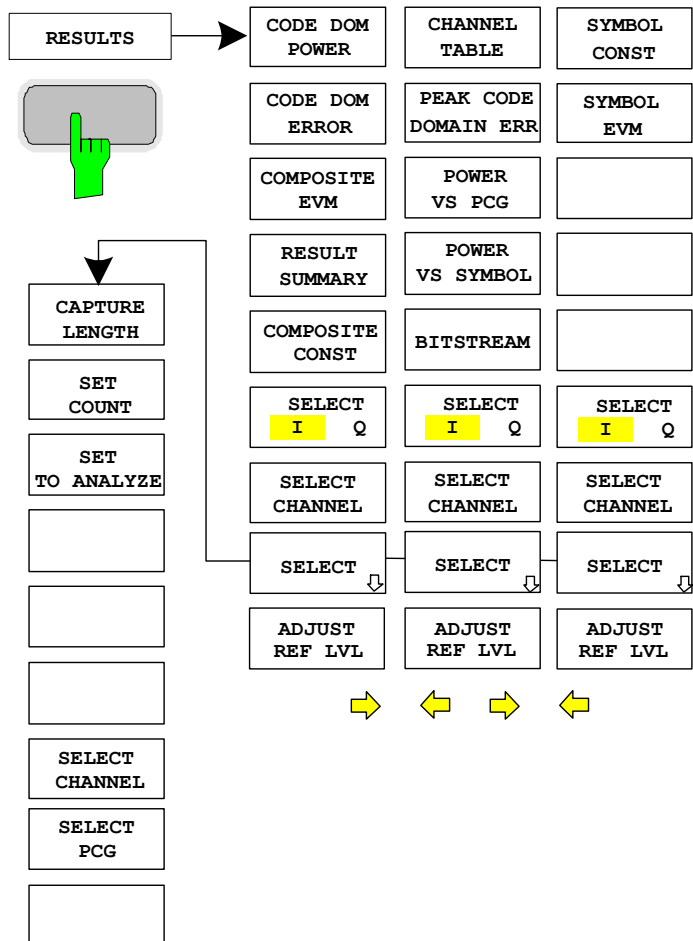 RESULTS
CODE DOM
POWER
CODE DOM
ERROR
COMPOSITE
EVM
RESULT
SUMMARY
COMPOSITE
CONST
SELECT
I Q
SELECT
CHANNEL
SELECT
ADJUST
REF LVL
CHANNEL
TABLE
PEAK CODE
DOMAIN ERR
POWER
VS PCG
POWER
VS SYMBOL
BITSTREAM
SELECT
I Q
SELECT
CHANNEL
SELECT
ADJUST
REF LVL
SYMBOL
CONST
SYMBOL
EVM
SELECT
I Q
SELECT
CHANNEL
SELECT
ADJUST
REF LVL
CAPTURE
LENGTH
SET
COUNT
SET
TO ANALYZE
SELECT
CHANNEL
SELECT
PCG